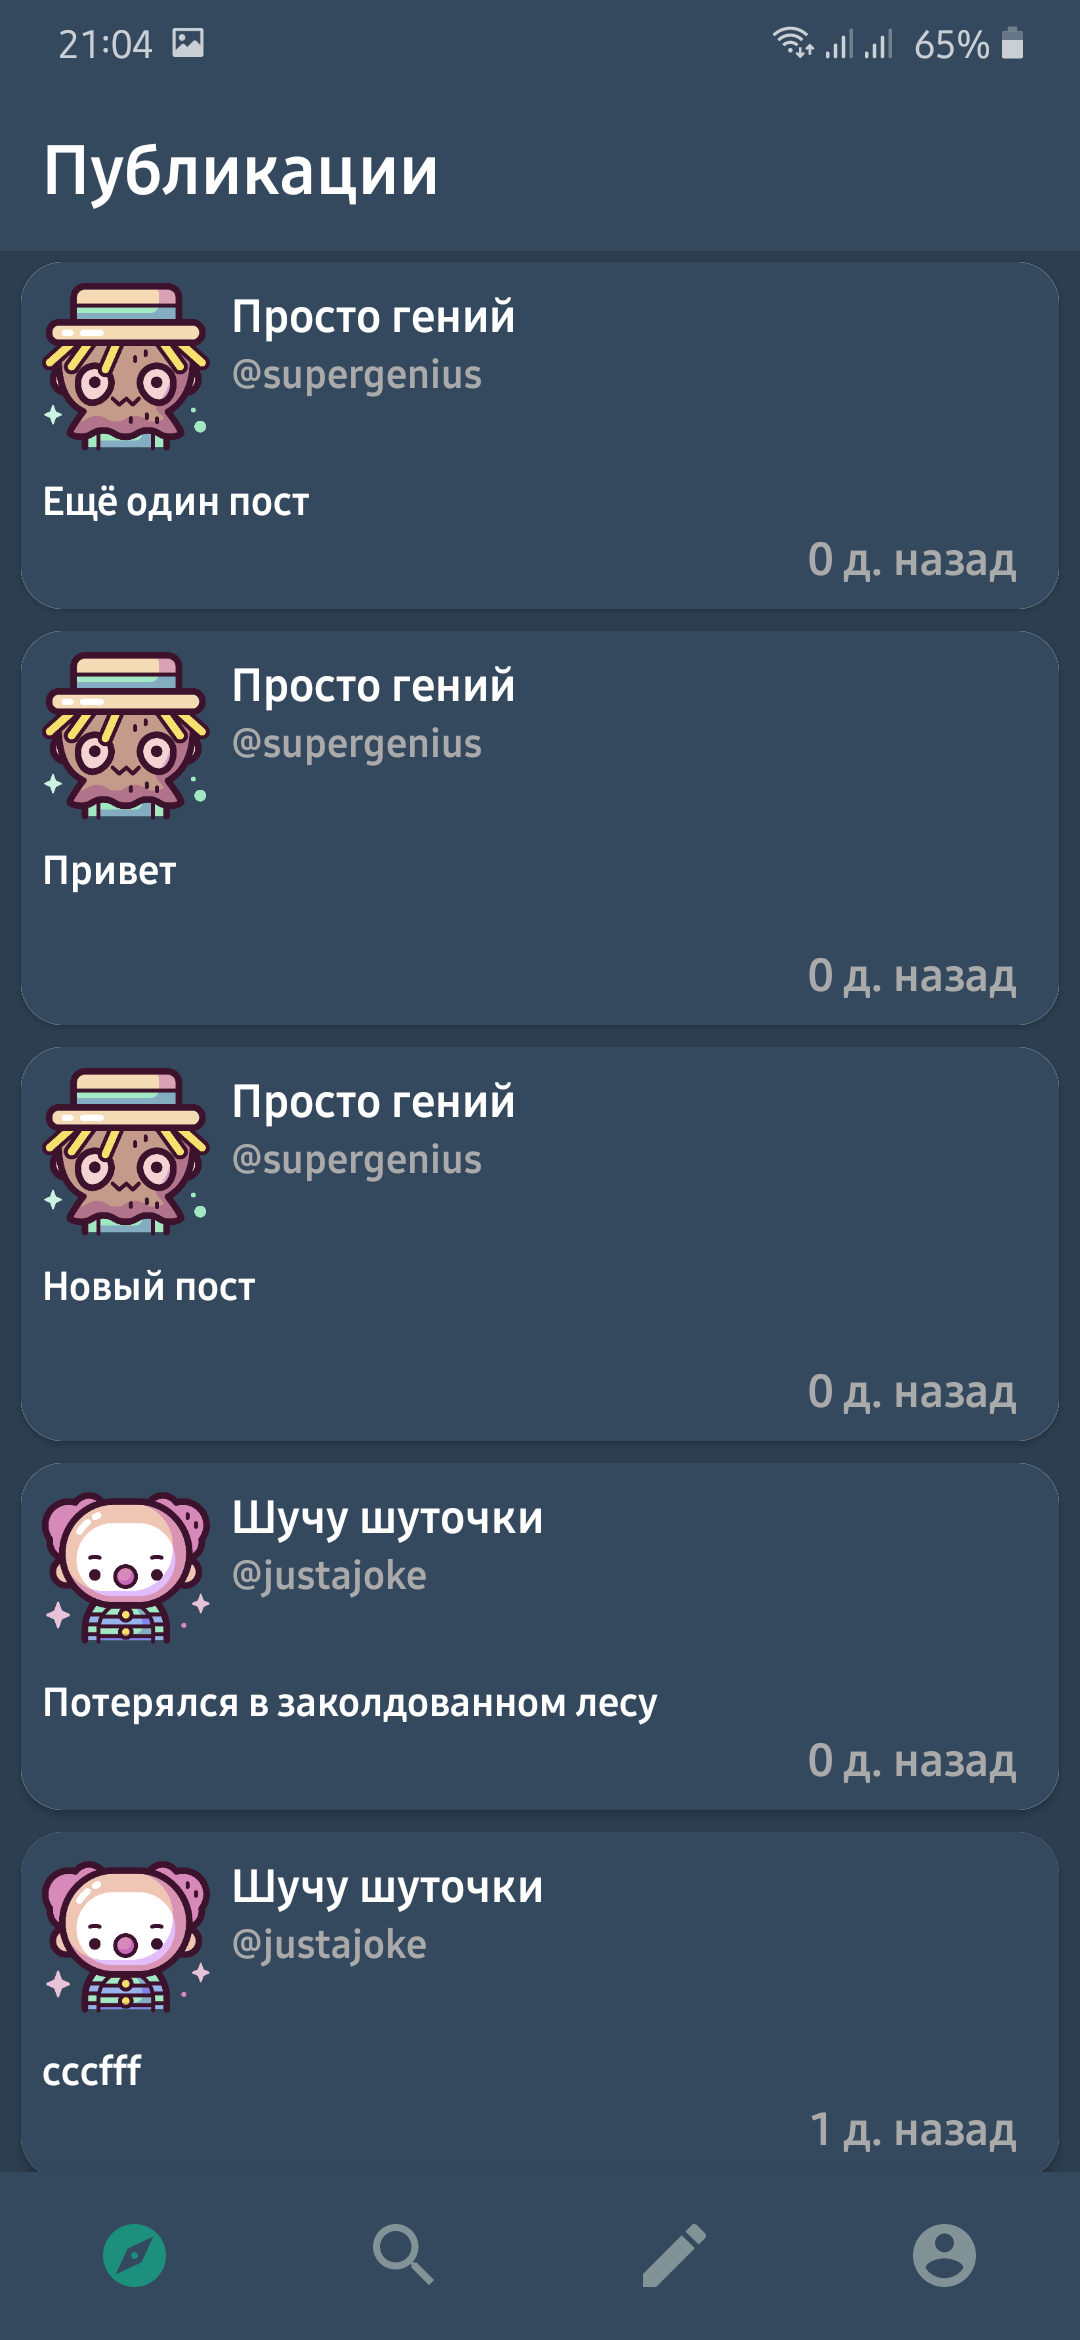 21:04
65%
Публикации
Просто гений
@supergenius
Ещё один пост
0 д. назад
Просто гений
@supergenius
Привет
0 д. назад
Просто гений
@supergenius
Новый пост
0 д. назад
Шучу шуточки
@justajoke
Потерялся в заколдованном лесу
0 д. назад
Шучу шуточки
@justajoke
cccfff
1 д. назад